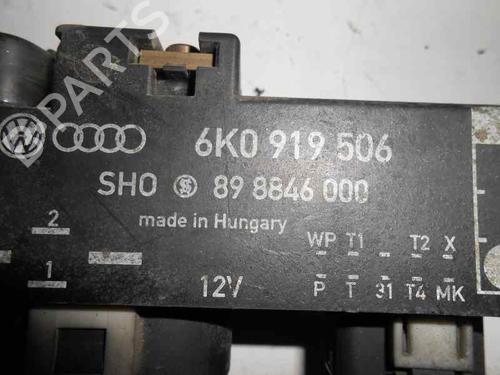 PARTS
6K0 919 506
SHO 89 8846 000
made in Hungary
2
WP T1 T2 X
1
12V
P T 31 T4 MK